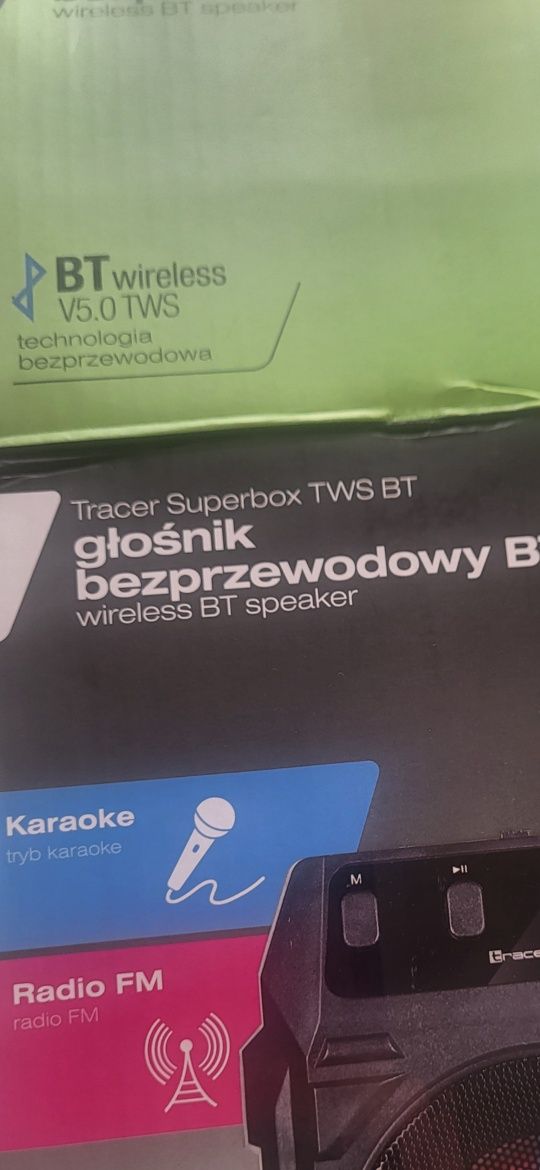 wireless BT speaker
BT wireless
V5.0 TWS
technologia
bezprzewodowa
Tracer Superbox TWS BT
głośnik
bezprzewodowy
wireless BT speaker
Karaoke
tryb karaoke
M
Radio FM
radio FM